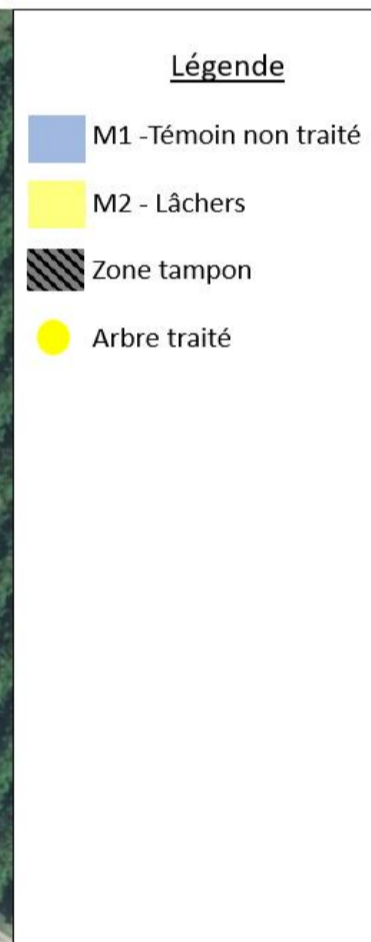 Légende
M1 -Témoin non traité
M2 - Lâchers
Zone tampon
Arbre traité